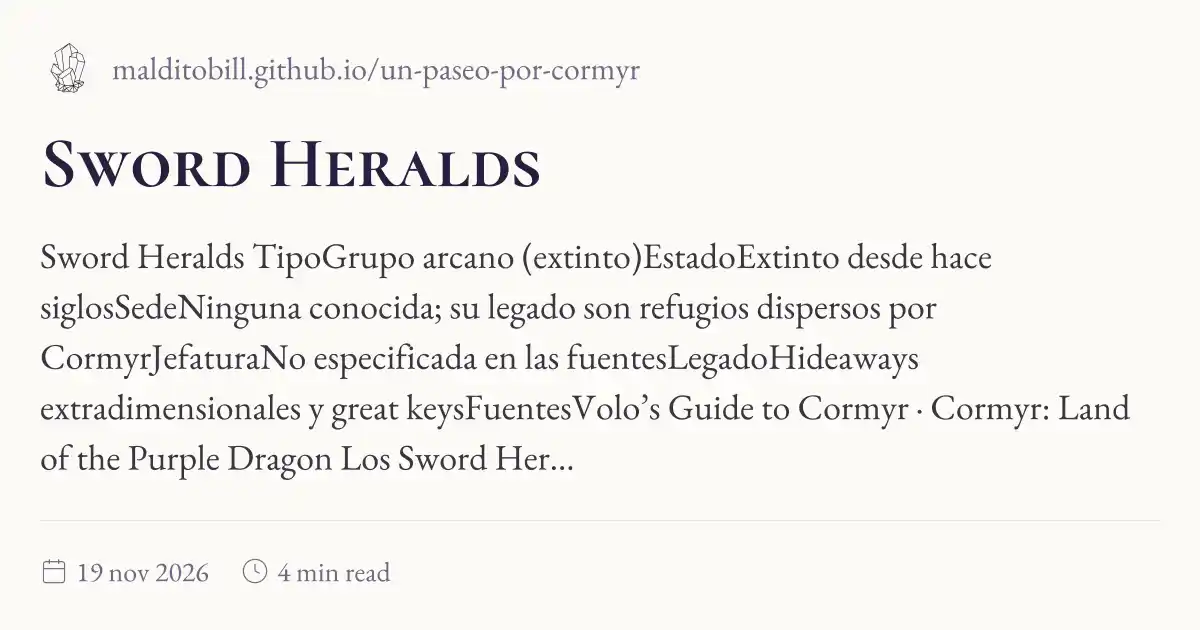 malditobill.github.io/un-paseo-por-cormyr
Sword Heralds
Sword Heralds TipoGrupo arcano (extinto)EstadoExtinto desde hace
siglosSedeNinguna conocida; su legado son refugios dispersos por
CormyrJefaturaNo especificada en las fuentesLegadoHideaways
extradimensionales y great keysFuentesVolo’s Guide to Cormyr · Cormyr: Land
of the Purple Dragon Los Sword Her...
19 nov 2026
4 min read